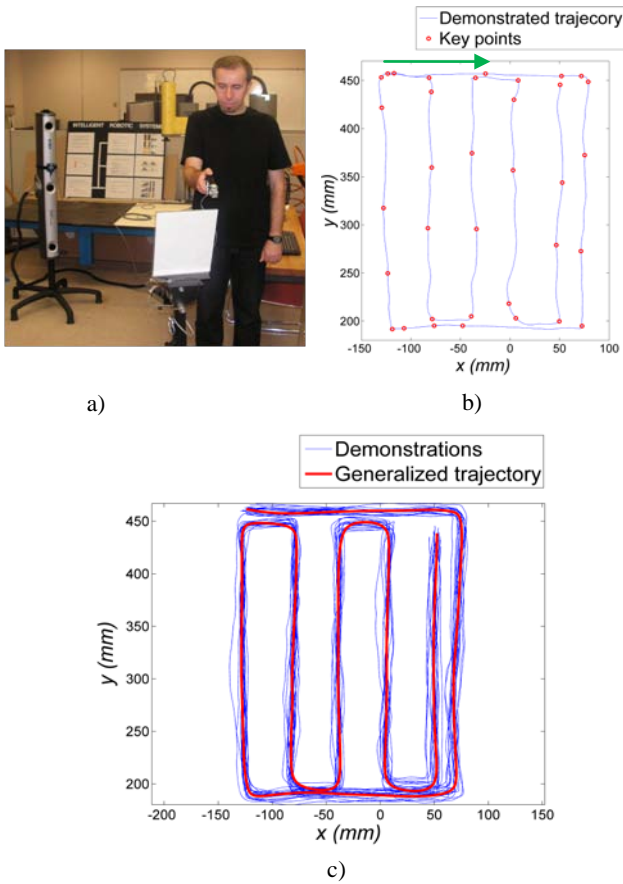 Demonstrated trajecory
Key points
INTELLIGENT ROBOTIC SYSTEM
450
400
350
300
250
200
y (mm)
-150 -100 -50 0 50 100
x (mm)
a)
b)
Demonstrations
Generalized trajectory
450
400
350
300
250
200
y (mm)
-200 -150 -100 -50 0 50 100 150
x (mm)
c)